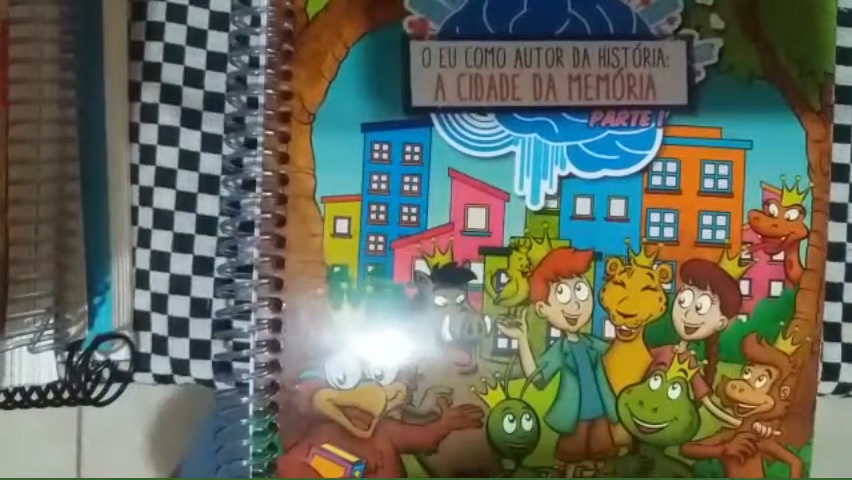 O EU COMO AUTOR DA HISTÓRIA:
A CIDADE DA MEMÓRIA
PARTE I